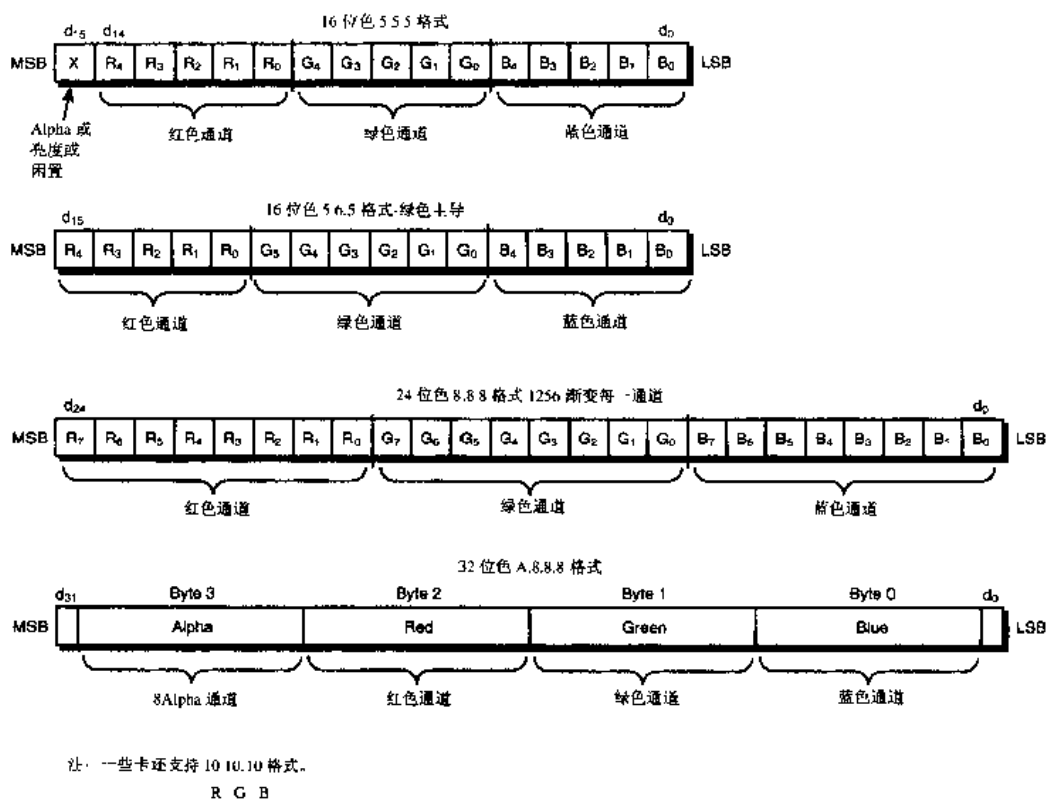 16 位色 5.5.5 格式
d15 d14 d0
MSB X R4 R3 R2 R1 R0 G4 G3 G2 G1 G0 B4 B3 B2 B1 B0 LSB
Alpha 或
亮度或
闲置
红色通道 绿色通道 蓝色通道
16 位色 5.6.5 格式-绿色主导
d15 d0
MSB R4 R3 R2 R1 R0 G5 G4 G3 G2 G1 G0 B4 B3 B2 B1 B0 LSB
红色通道 绿色通道 蓝色通道
24 位色 8.8.8 格式 1256 渐变每一通道
d24 d0
MSB R7 R6 R5 R4 R3 R2 R1 R0 G7 G6 G5 G4 G3 G2 G1 G0 B7 B6 B5 B4 B3 B2 B1 B0 LSB
红色通道 绿色通道 蓝色通道
32 位色 A.8.8.8 格式
d31 Byte 3 Byte 2 Byte 1 Byte 0 d0
MSB Alpha Red Green Blue LSB
8Alpha 通道 红色通道 绿色通道 蓝色通道
注: 一些卡还支持 10.10.10 格式。
R G B